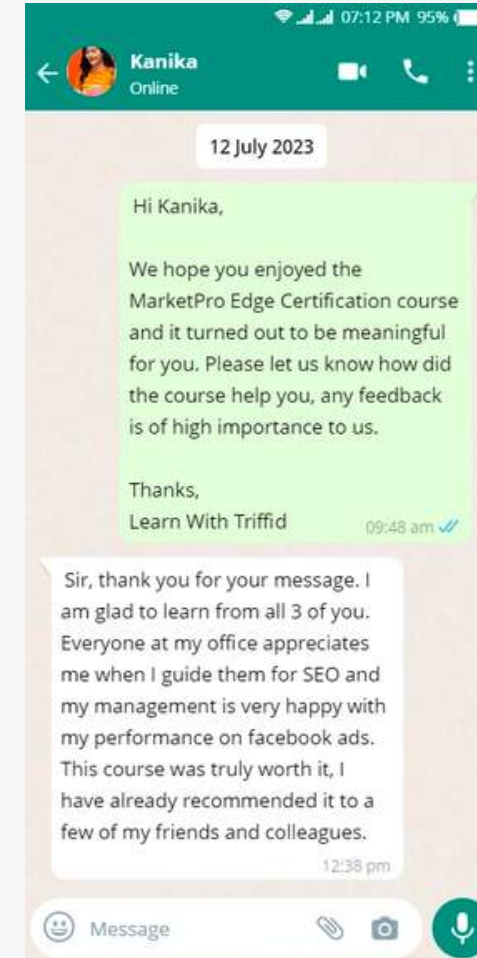 07:12 PM 95%
Kanika
Online
12 July 2023
Hi Kanika,
We hope you enjoyed the
MarketPro Edge Certification course
and it turned out to be meaningful
for you. Please let us know how did
the course help you, any feedback
is of high importance to us.
Thanks,
Learn With Triffid
09:48 am
Sir, thank you for your message. I
am glad to learn from all 3 of you.
Everyone at my office appreciates
me when I guide them for SEO and
my management is very happy with
my performance on facebook ads.
This course was truly worth it, I
have already recommended it to a
few of my friends and colleagues.
12:38 pm
Message